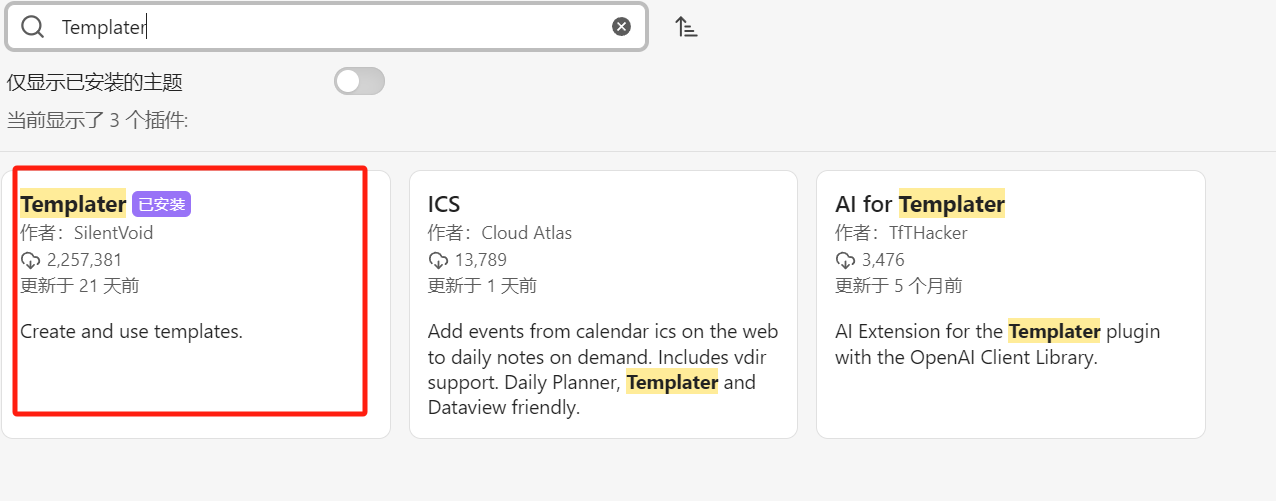 Templater
仅显示已安装的主题
当前显示了 3 个插件:
Templater 已安装
作者：SilentVoid
2,257,381
更新于 21 天前
Create and use templates.
ICS
作者：Cloud Atlas
13,789
更新于 1 天前
Add events from calendar ics on the web
to daily notes on demand. Includes vdir
support. Daily Planner, Templater and
Dataview friendly.
AI for Templater
作者：TfTHacker
3,476
更新于 5 个月前
AI Extension for the Templater plugin
with the OpenAI Client Library.